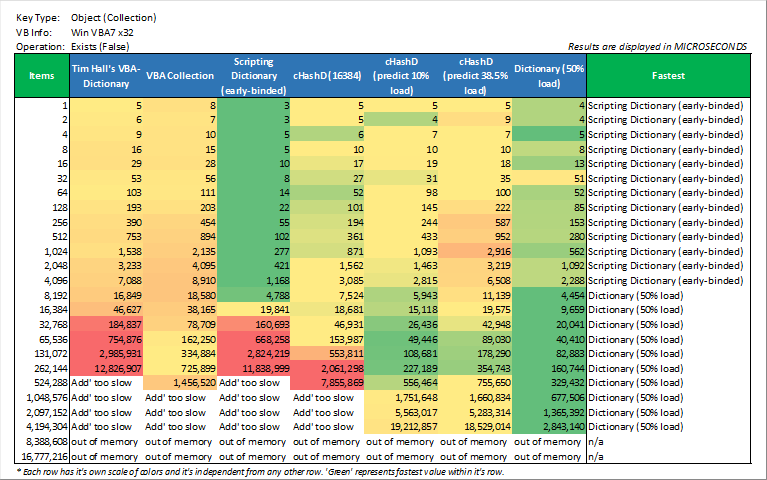 Key Type: Object (Collection)
VB Info: Win VBA7 x32
Operation: Exists (False)
Results are displayed in MICROSECONDS
Items Tim Hall's VBA-Dictionary VBA Collection Scripting Dictionary (early-binded) cHashD (16384) cHashD (predict 10% load) cHashD (predict 38.5% load) Dictionary (50% load) Fastest
1 5 8 3 5 5 5 4 Scripting Dictionary (early-binded)
2 6 7 3 5 4 9 4 Scripting Dictionary (early-binded)
4 9 10 5 6 7 7 5 Scripting Dictionary (early-binded)
8 16 15 5 10 10 10 8 Scripting Dictionary (early-binded)
16 29 28 10 17 19 18 13 Scripting Dictionary (early-binded)
32 53 56 8 27 31 35 51 Scripting Dictionary (early-binded)
64 103 111 14 52 98 100 52 Scripting Dictionary (early-binded)
128 193 203 22 101 145 222 85 Scripting Dictionary (early-binded)
256 390 454 55 194 244 587 153 Scripting Dictionary (early-binded)
512 753 894 102 361 433 952 280 Scripting Dictionary (early-binded)
1,024 1,538 2,135 277 871 1,093 2,916 562 Scripting Dictionary (early-binded)
2,048 3,233 4,095 421 1,562 1,463 3,219 1,092 Scripting Dictionary (early-binded)
4,096 7,088 8,910 1,168 3,085 2,815 6,508 2,288 Scripting Dictionary (early-binded)
8,192 16,849 18,580 4,788 7,524 5,943 11,139 4,454 Dictionary (50% load)
16,384 46,627 38,165 19,841 18,681 15,118 19,575 9,659 Dictionary (50% load)
32,768 184,837 78,709 160,693 46,931 26,436 42,948 20,041 Dictionary (50% load)
65,536 754,876 162,250 668,258 153,987 49,446 89,030 40,410 Dictionary (50% load)
131,072 2,985,931 334,884 2,824,219 553,811 108,681 178,290 82,883 Dictionary (50% load)
262,144 12,826,907 725,899 11,838,999 2,061,298 227,189 354,743 160,744 Dictionary (50% load)
524,288 Add' too slow 1,456,520 Add' too slow 7,855,869 556,464 755,650 329,432 Dictionary (50% load)
1,048,576 Add' too slow Add' too slow Add' too slow Add' too slow 1,751,648 1,660,834 677,506 Dictionary (50% load)
2,097,152 Add' too slow Add' too slow Add' too slow Add' too slow 5,563,017 5,283,314 1,365,392 Dictionary (50% load)
4,194,304 Add' too slow Add' too slow Add' too slow Add' too slow 19,212,857 18,529,014 2,843,140 Dictionary (50% load)
8,388,608 out of memory out of memory out of memory out of memory out of memory out of memory out of memory n/a
16,777,216 out of memory out of memory out of memory out of memory out of memory out of memory out of memory n/a
* Each row has it's own scale of colors and it's independent from any other row. 'Green' represents fastest value within it's row.